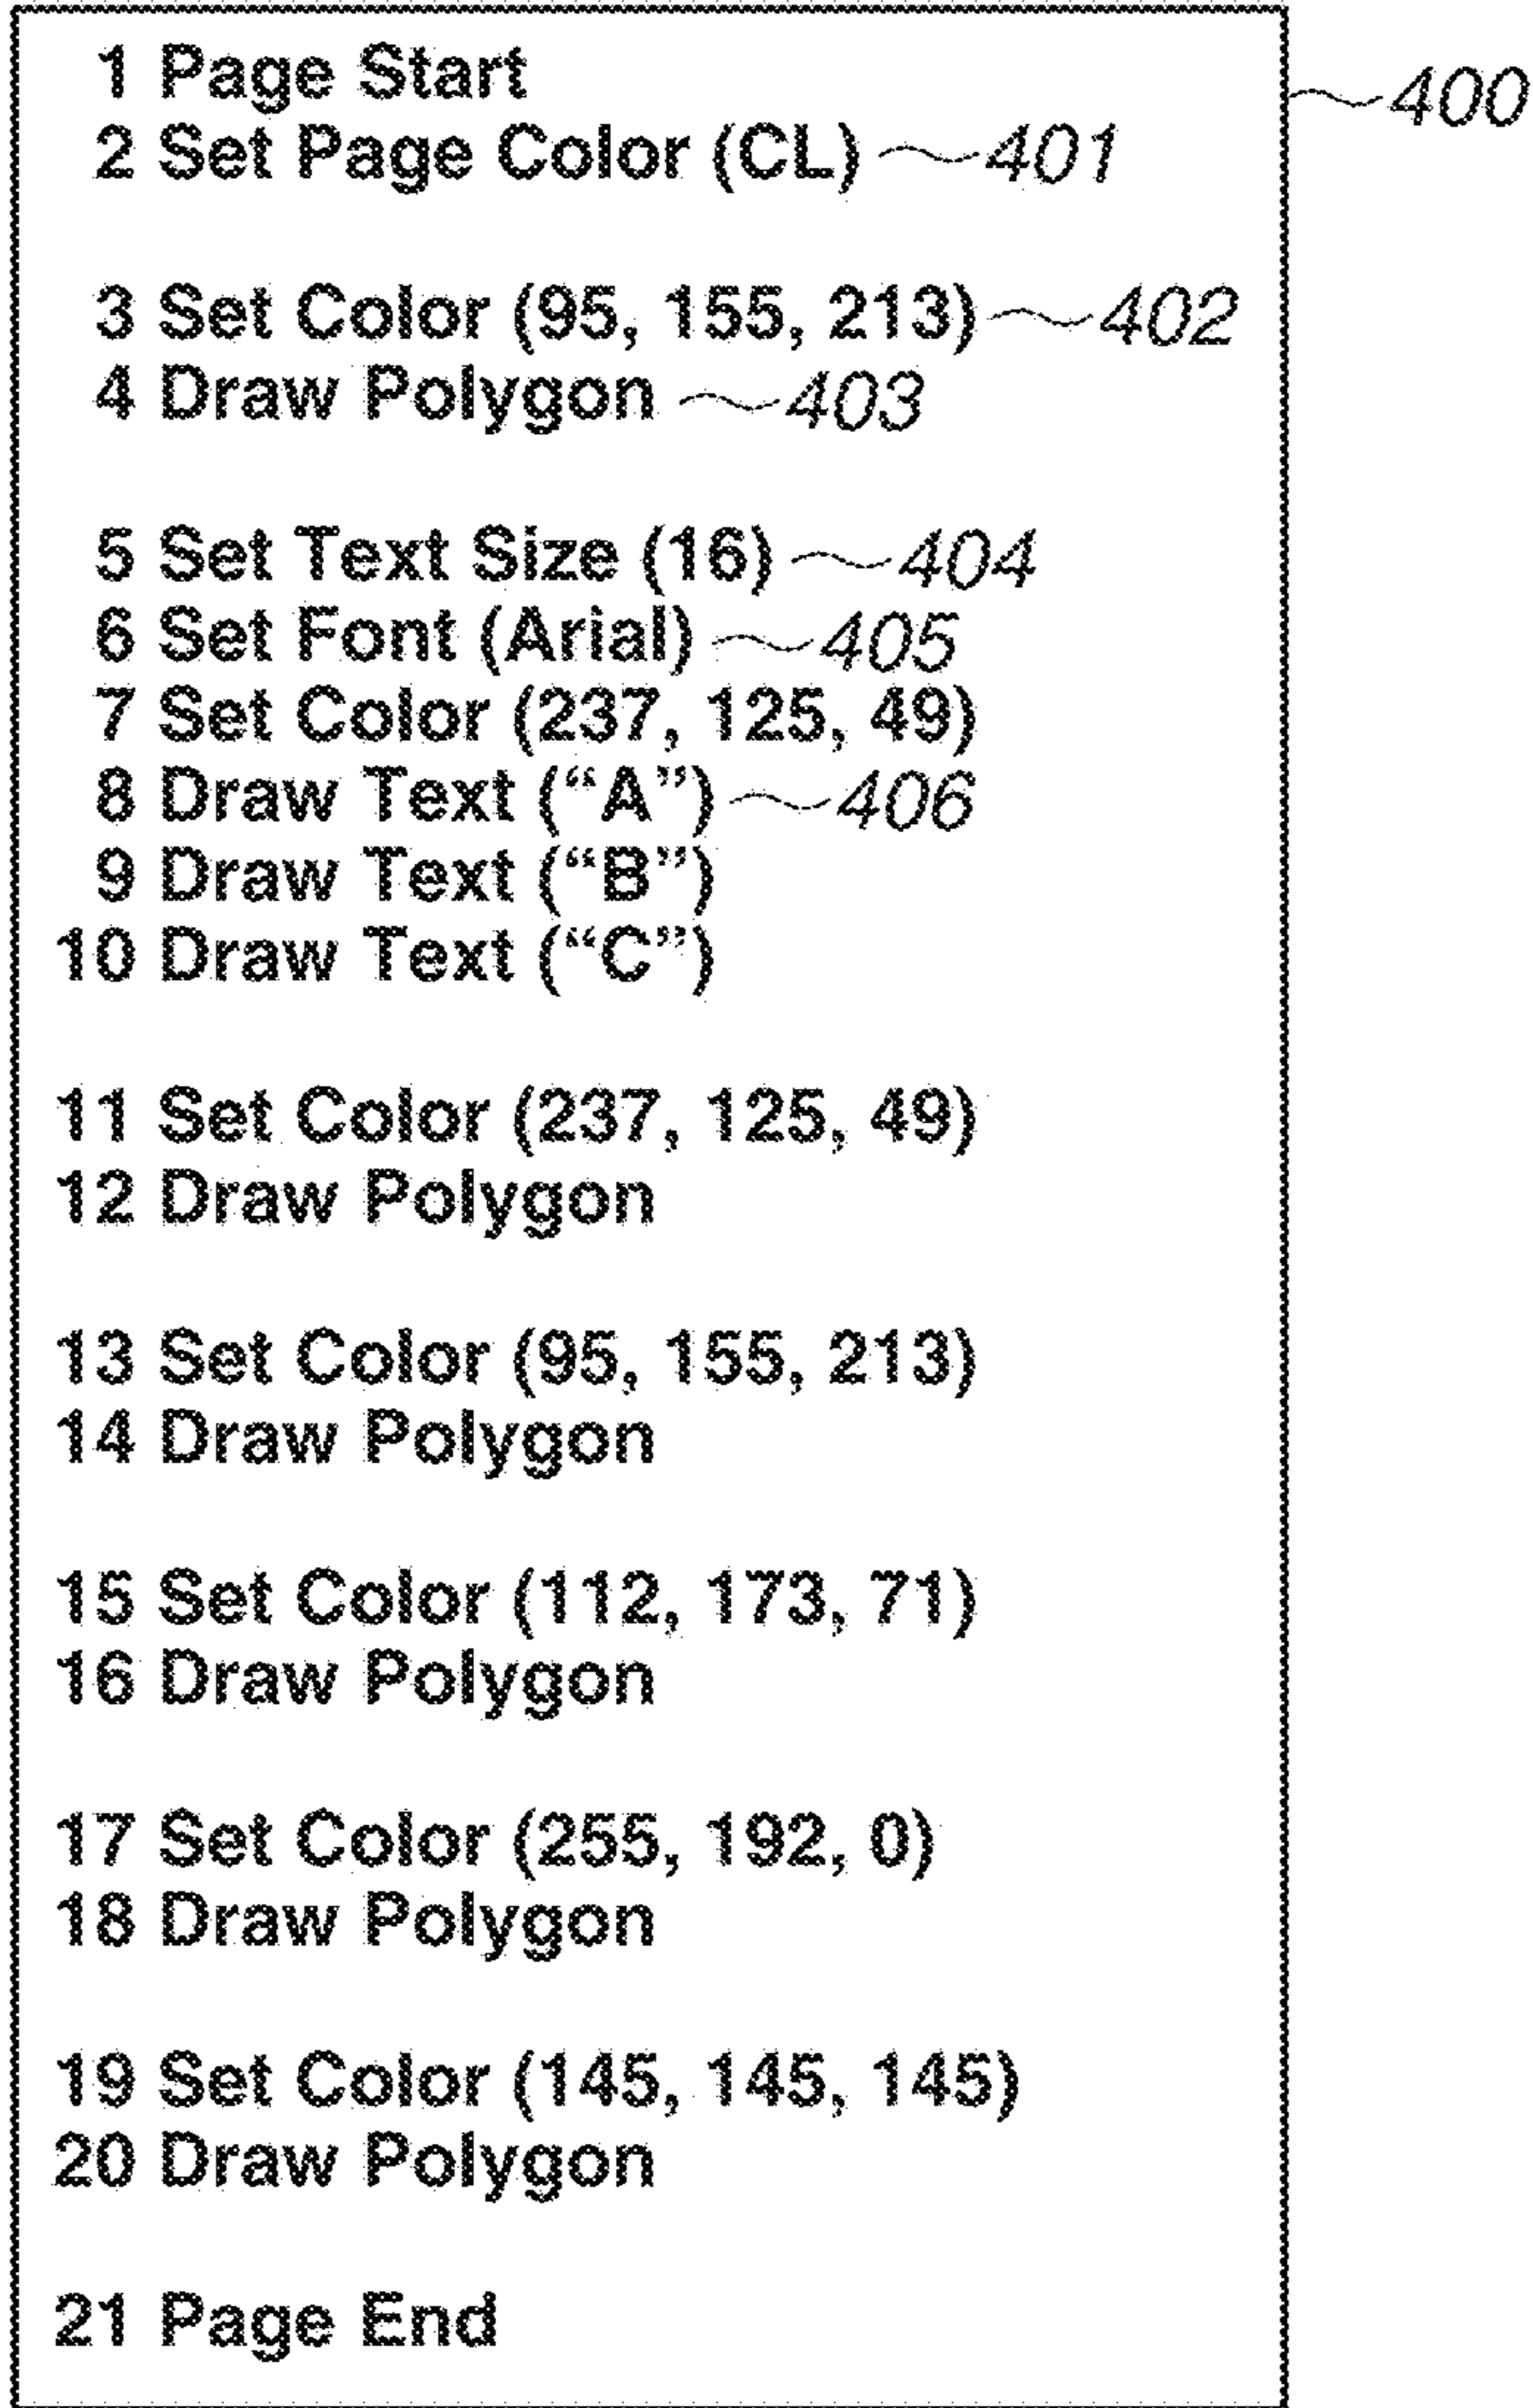 1 Page Start
400
2 Set Page Color (CL) 401
3 Set Color (95, 155, 213) 402
4 Draw Polygon 403
5 Set Text Size (16) 404
6 Set Font (Arial) 405
7 Set Color (237, 125, 49)
8 Draw Text (“A”) 406
9 Draw Text (“B”)
10 Draw Text (“C”)
11 Set Color (237, 125, 49)
12 Draw Polygon
13 Set Color (95, 155, 213)
14 Draw Polygon
15 Set Color (112, 173, 71)
16 Draw Polygon
17 Set Color (255, 192, 0)
18 Draw Polygon
19 Set Color (145, 145, 145)
20 Draw Polygon
21 Page End